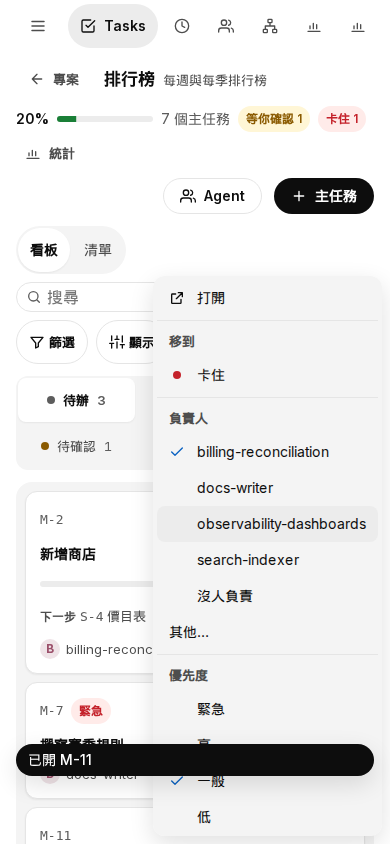 Tasks
專案
排行榜
每週與每季排行榜
20%
7 個主任務
等你確認 1
卡住 1
統計
Agent
主任務
看板
清單
搜尋
篩選
顯示
待辦 3
待確認 1
M-2
新增商店
下一步 S-4 價目表
B billing-reconc
M-7 緊急
已開 M-11
M-11
打開
移到
卡住
負責人
billing-reconciliation
docs-writer
observability-dashboards
search-indexer
沒人負責
其他...
優先度
緊急
一般
低